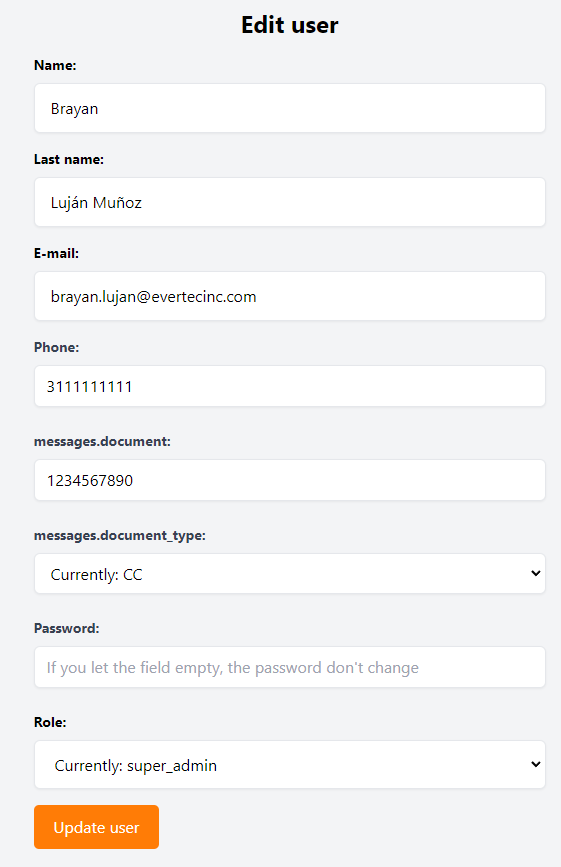 Edit user
Name:
Brayan
Last name:
Luján Muñoz
E-mail:
brayan.lujan@evertecinc.com
Phone:
3111111111
messages.document:
1234567890
messages.document_type:
Currently: CC
Password:
If you let the field empty, the password don't change
Role:
Currently: super_admin
Update user